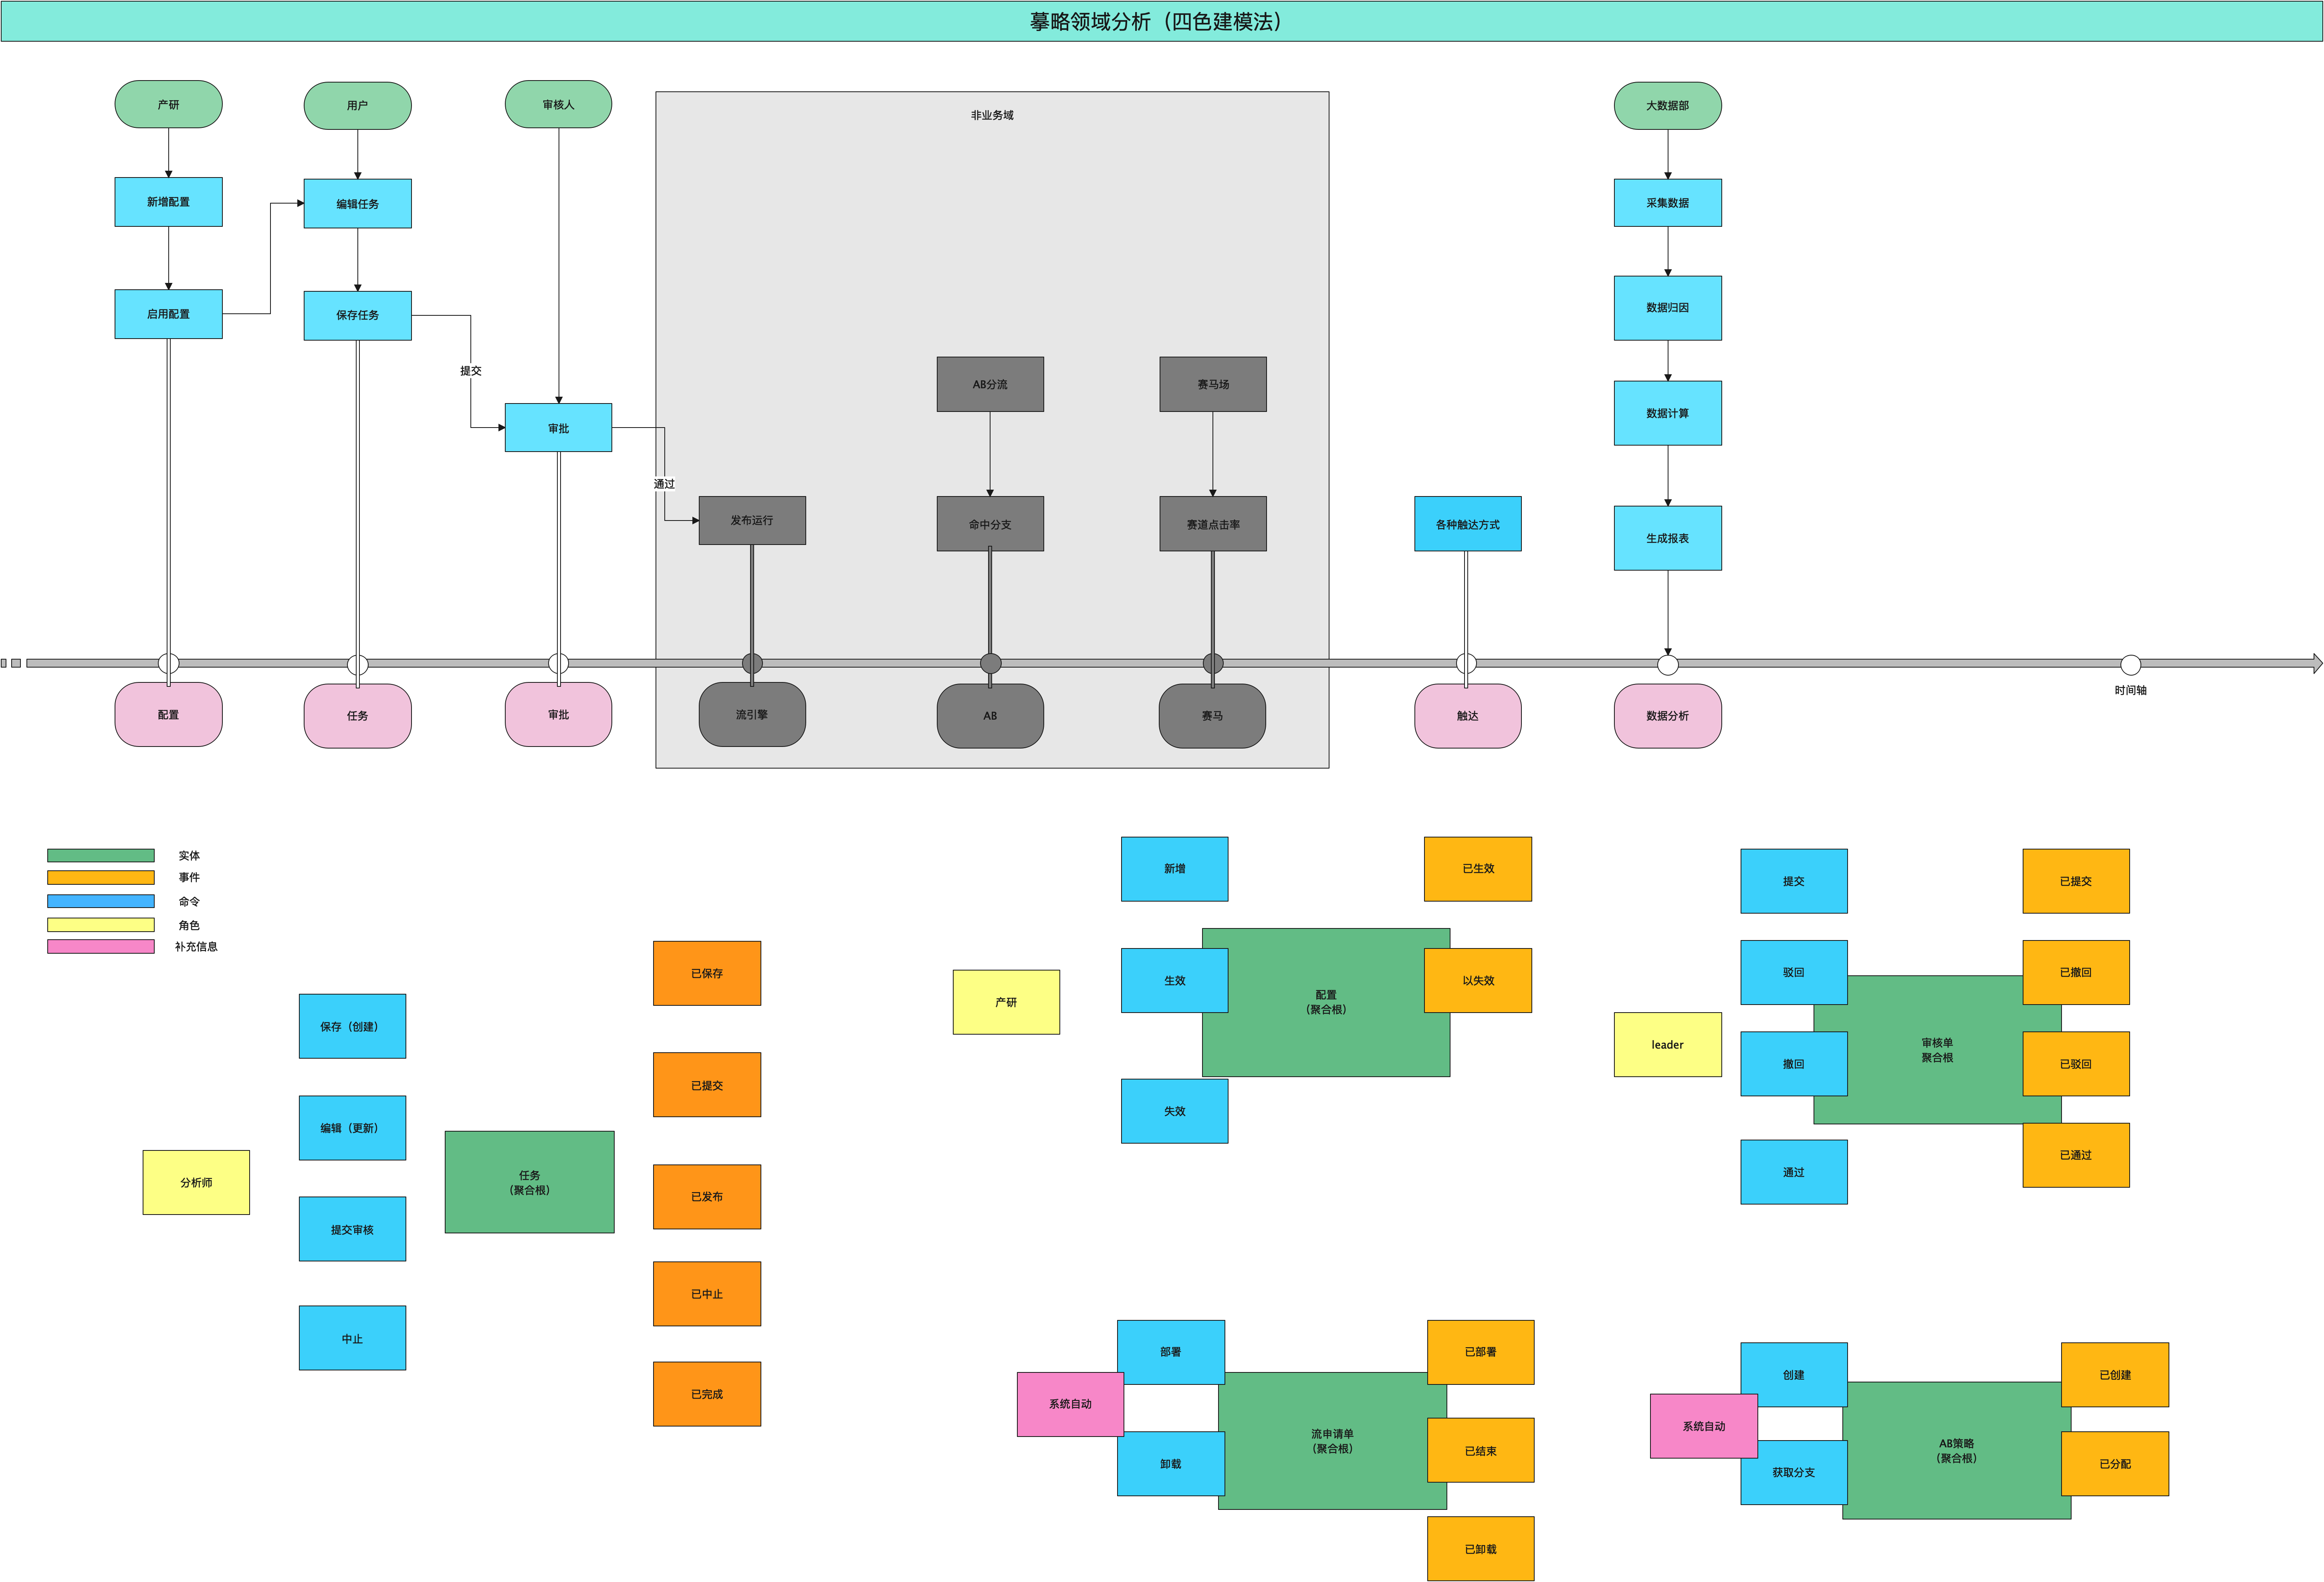 摹略领域分析（四色建模法）
产研
用户
审核人
非业务域
大数据部
新增配置
编辑任务
采集数据
启用配置
保存任务
数据归因
提交
AB分流
赛马场
审批
数据计算
通过
发布运行
命中分支
赛道点击率
各种触达方式
生成报表
时间轴
配置
任务
审批
流引擎
AB
赛马
触达
数据分析
实体
事件
命令
角色
补充信息
分析师
保存（创建）
编辑（更新）
提交审核
中止
任务
（聚合根）
已保存
已提交
已发布
已中止
已完成
产研
新增
生效
失效
配置
（聚合根）
已生效
以失效
leader
提交
驳回
撤回
通过
审核单
聚合根
已提交
已撤回
已驳回
已通过
系统自动
部署
卸载
流申请单
（聚合根）
已部署
已结束
已卸载
系统自动
创建
获取分支
AB策略
（聚合根）
已创建
已分配